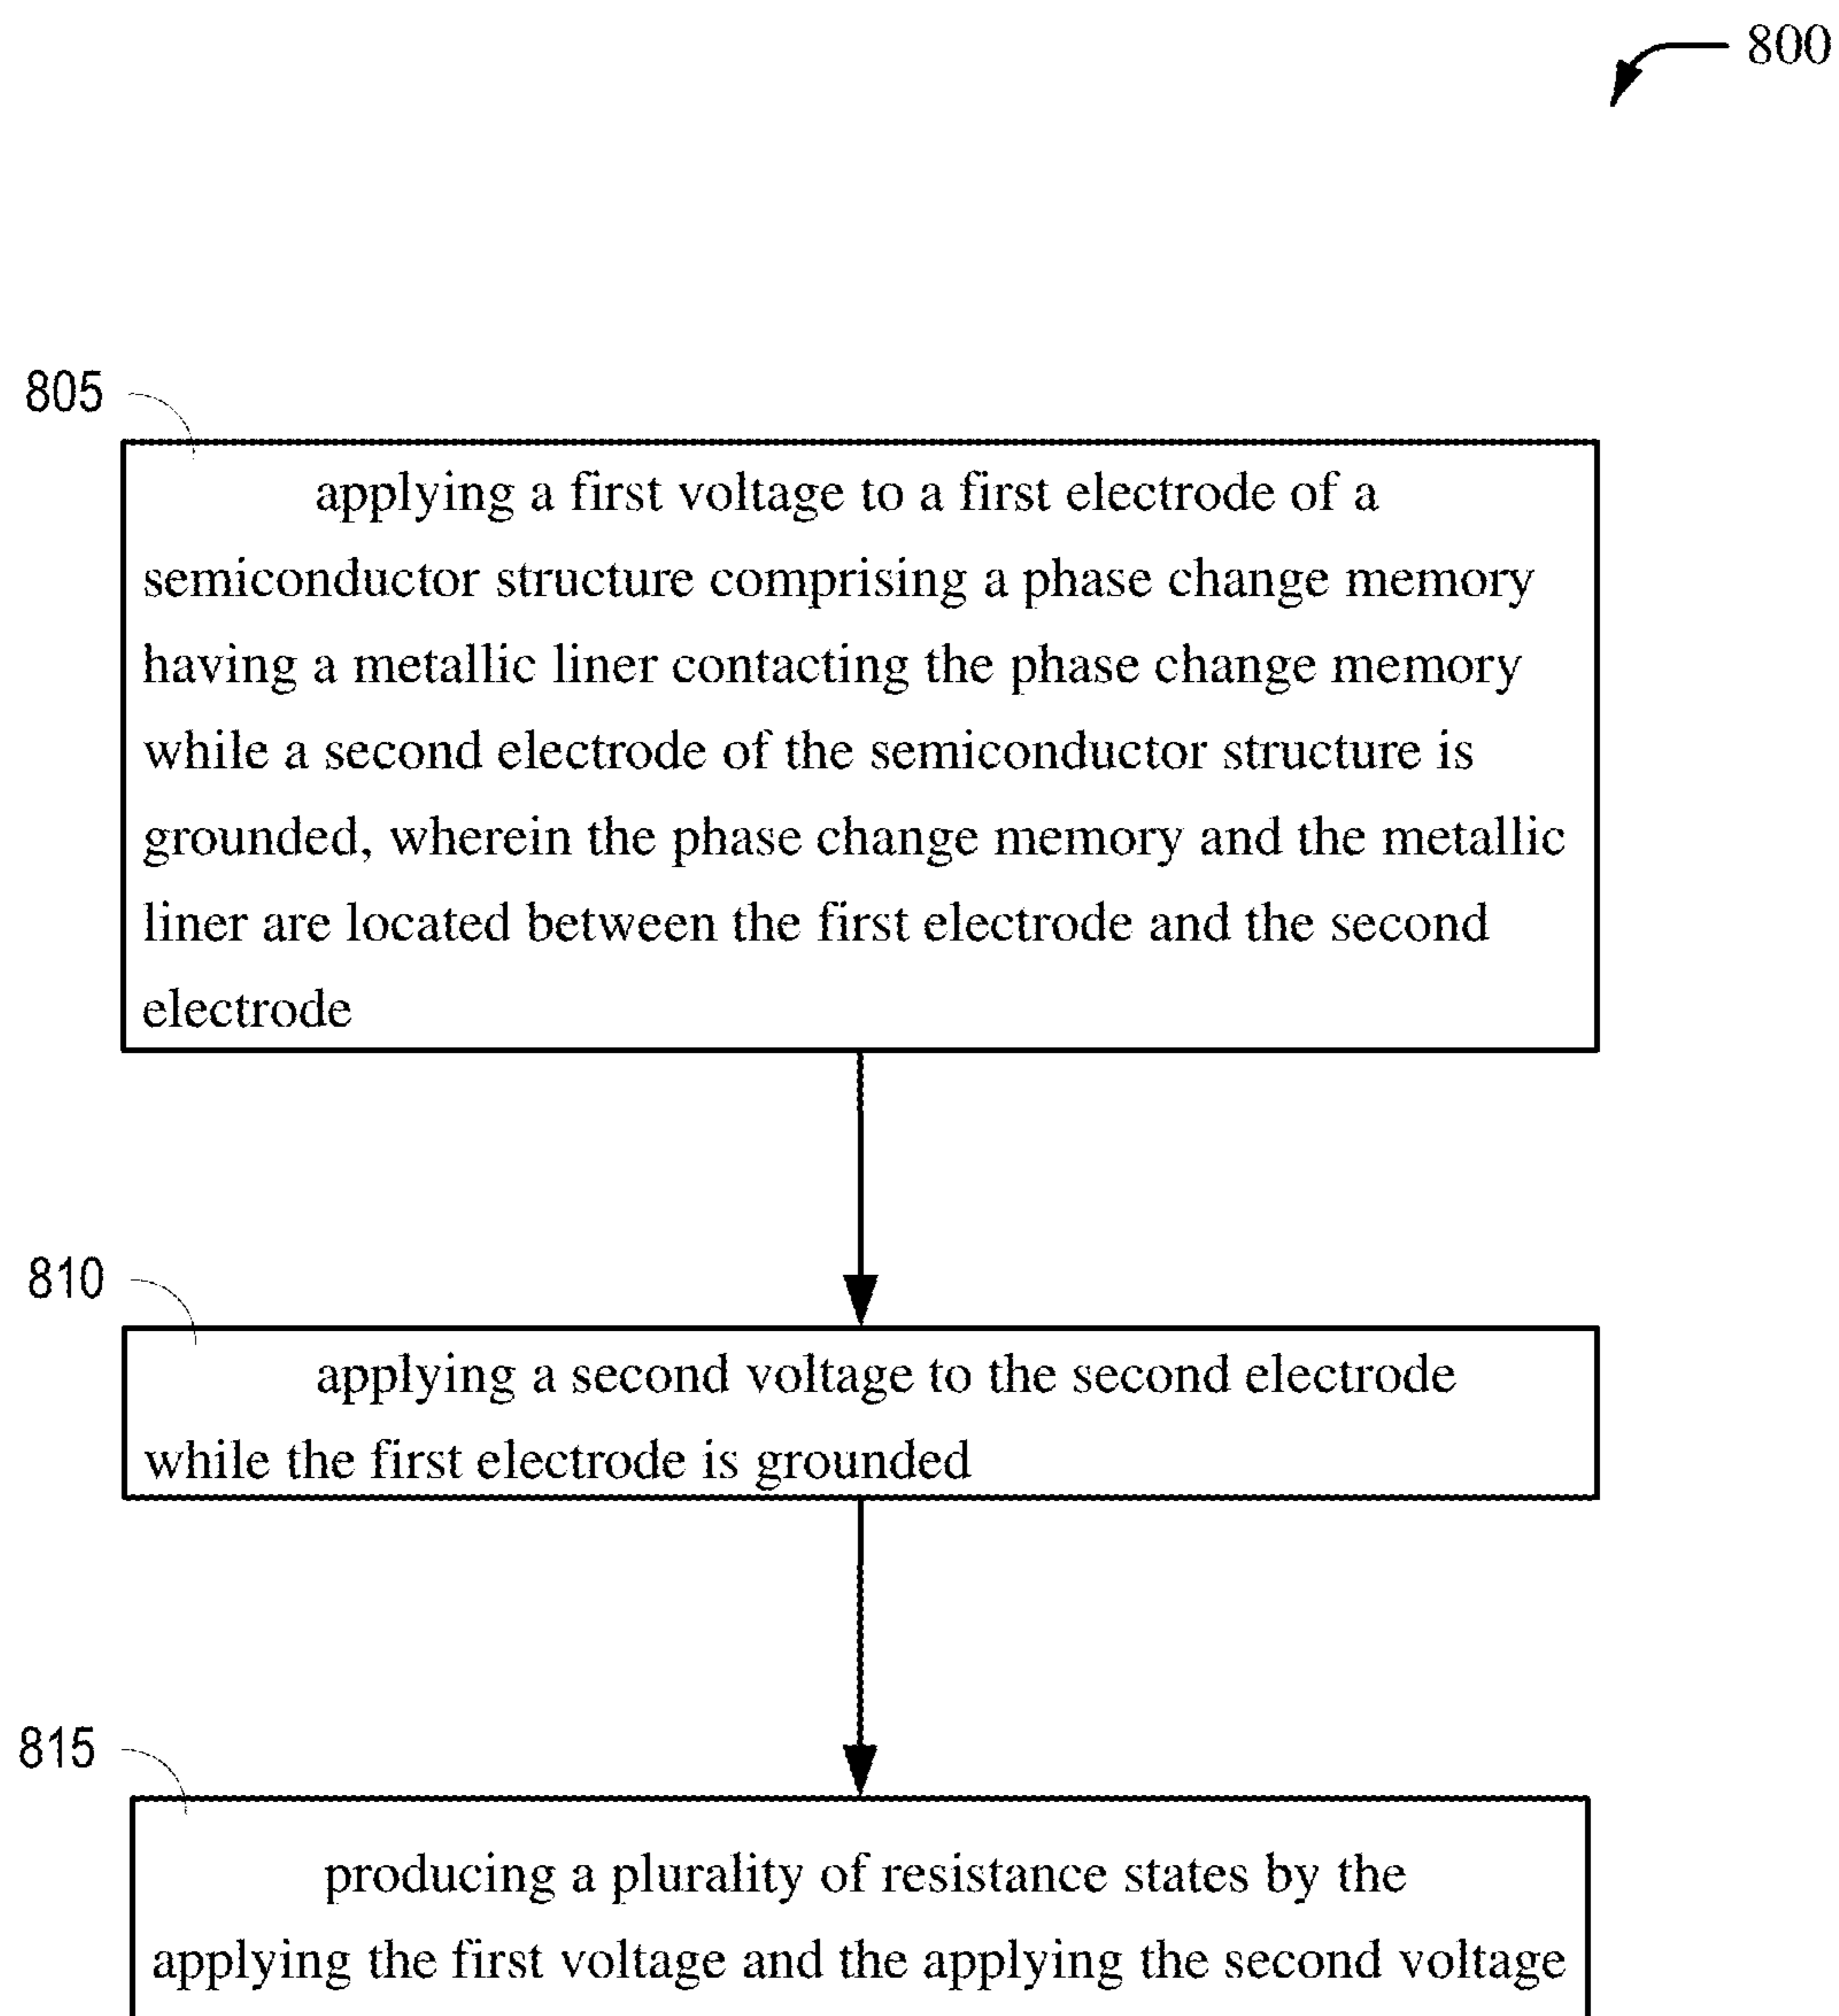 800
805
applying a first voltage to a first electrode of a
semiconductor structure comprising a phase change memory
having a metallic liner contacting the phase change memory
while a second electrode of the semiconductor structure is
grounded, wherein the phase change memory and the metallic
liner are located between the first electrode and the second
electrode
810
applying a second voltage to the second electrode
while the first electrode is grounded
815
producing a plurality of resistance states by the
applying the first voltage and the applying the second voltage